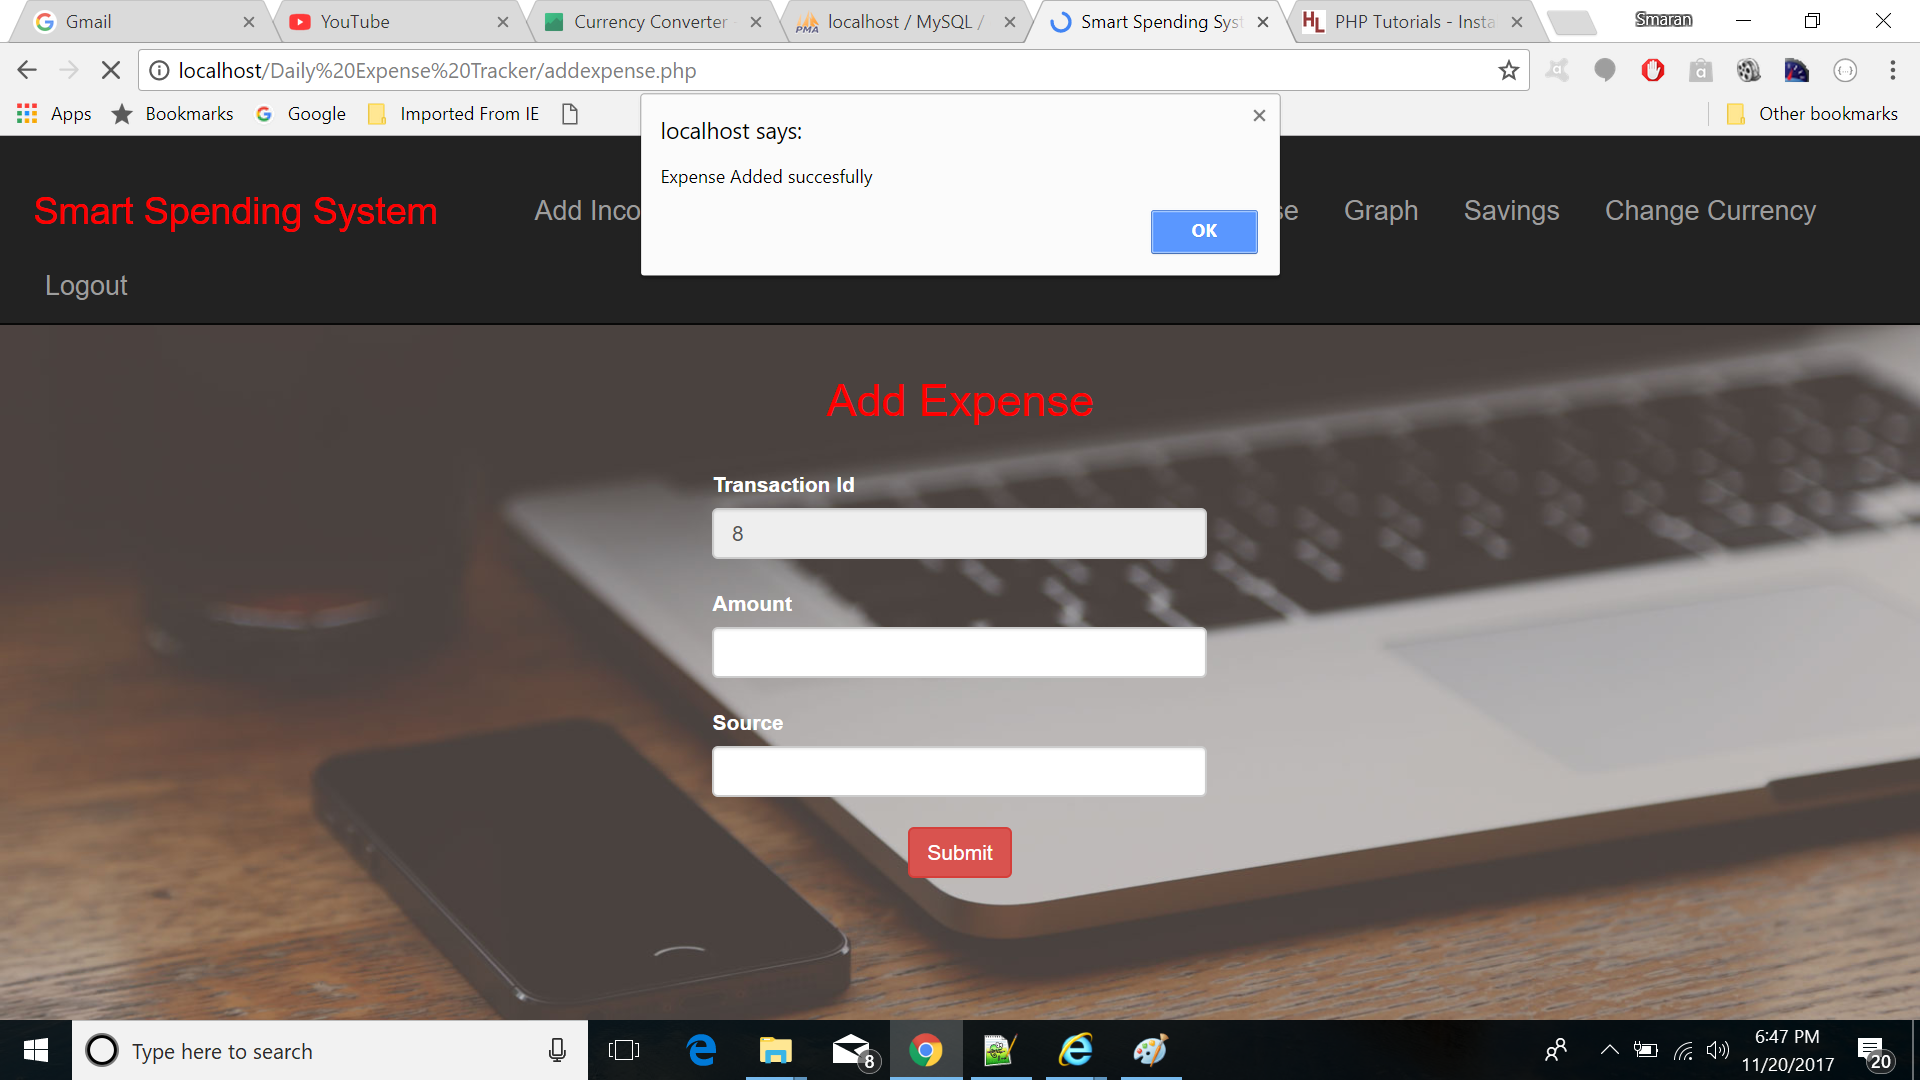 Gmail
YouTube
Currency Converter
localhost / MySQL /
Smart Spending Syst
PHP Tutorials - Insta
Smaran
localhost/Daily%20Expense%20Tracker/addexpense.php
Apps
Bookmarks
Google
Imported From IE
Other bookmarks
localhost says:
Expense Added succesfully
OK
Smart Spending System
Add Inco
se
Graph
Savings
Change Currency
Logout
Add Expense
Transaction Id
8
Amount
Source
Submit
Type here to search
8
6:47 PM
11/20/2017
20